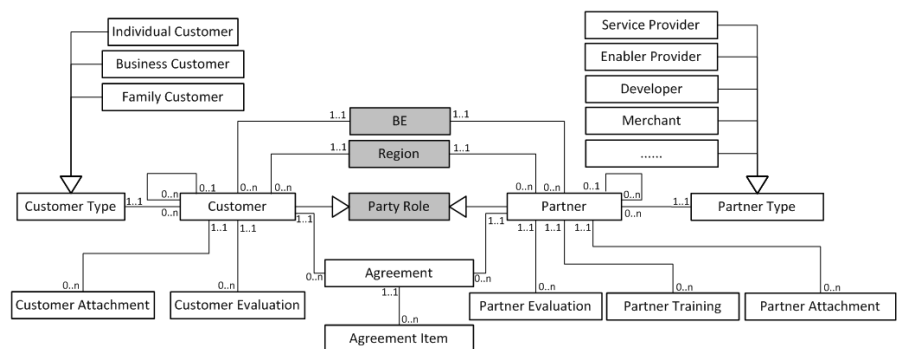 Individual Customer
Business Customer
Family Customer
Service Provider
Enabler Provider
Developer
Merchant
......
1..1
BE
1..1
1..1
Region
1..1
0..1
0..n
0..n
0..n
0..n
0..n
0..1
0..n
Customer Type
1..1
0..n
Customer
Party Role
Partner
0..n
1..1
Partner Type
1..1
1..1
1..1
1..1
1..1
1..1
1..1
0..n
Agreement
0..n
0..n
0..n
0..n
0..n
0..n
Customer Attachment
Customer Evaluation
1..1
Partner Evaluation
Partner Training
Partner Attachment
0..n
Agreement Item